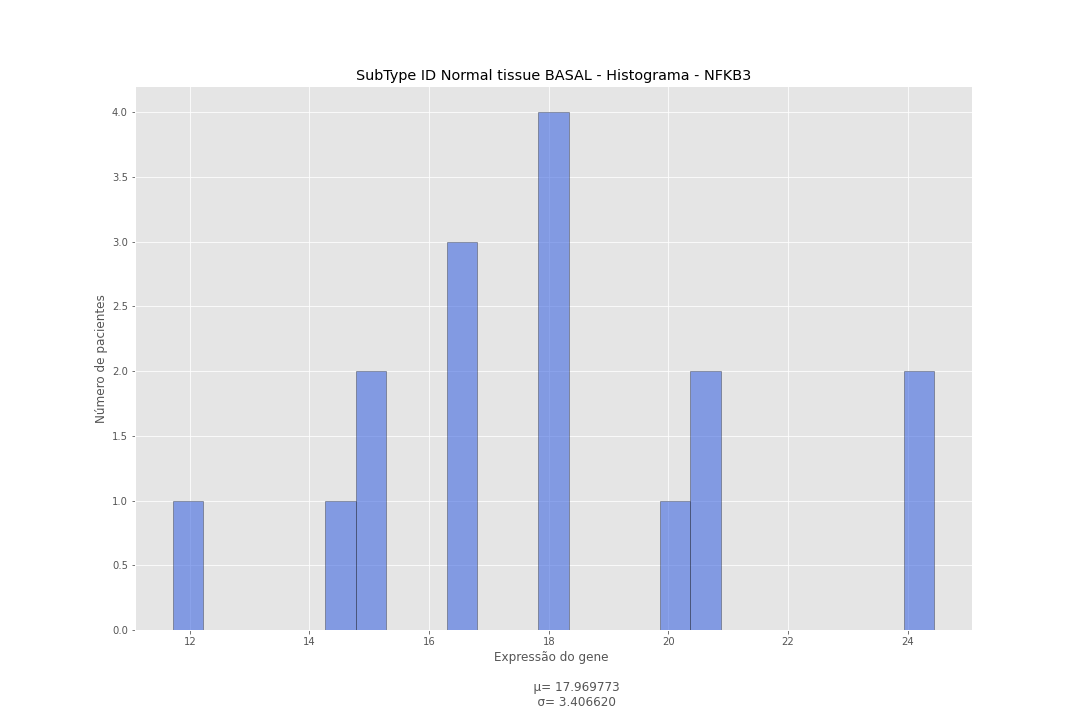 SubType ID Normal tissue BASAL - Histograma - NFKB3
4.0
3.5
3.0
2.5
2.0
1.5
1.0
0.5
0.0
Número de pacientes
12 14 16 18 20 22 24
Expressão do gene
μ= 17.969773
σ= 3.406620